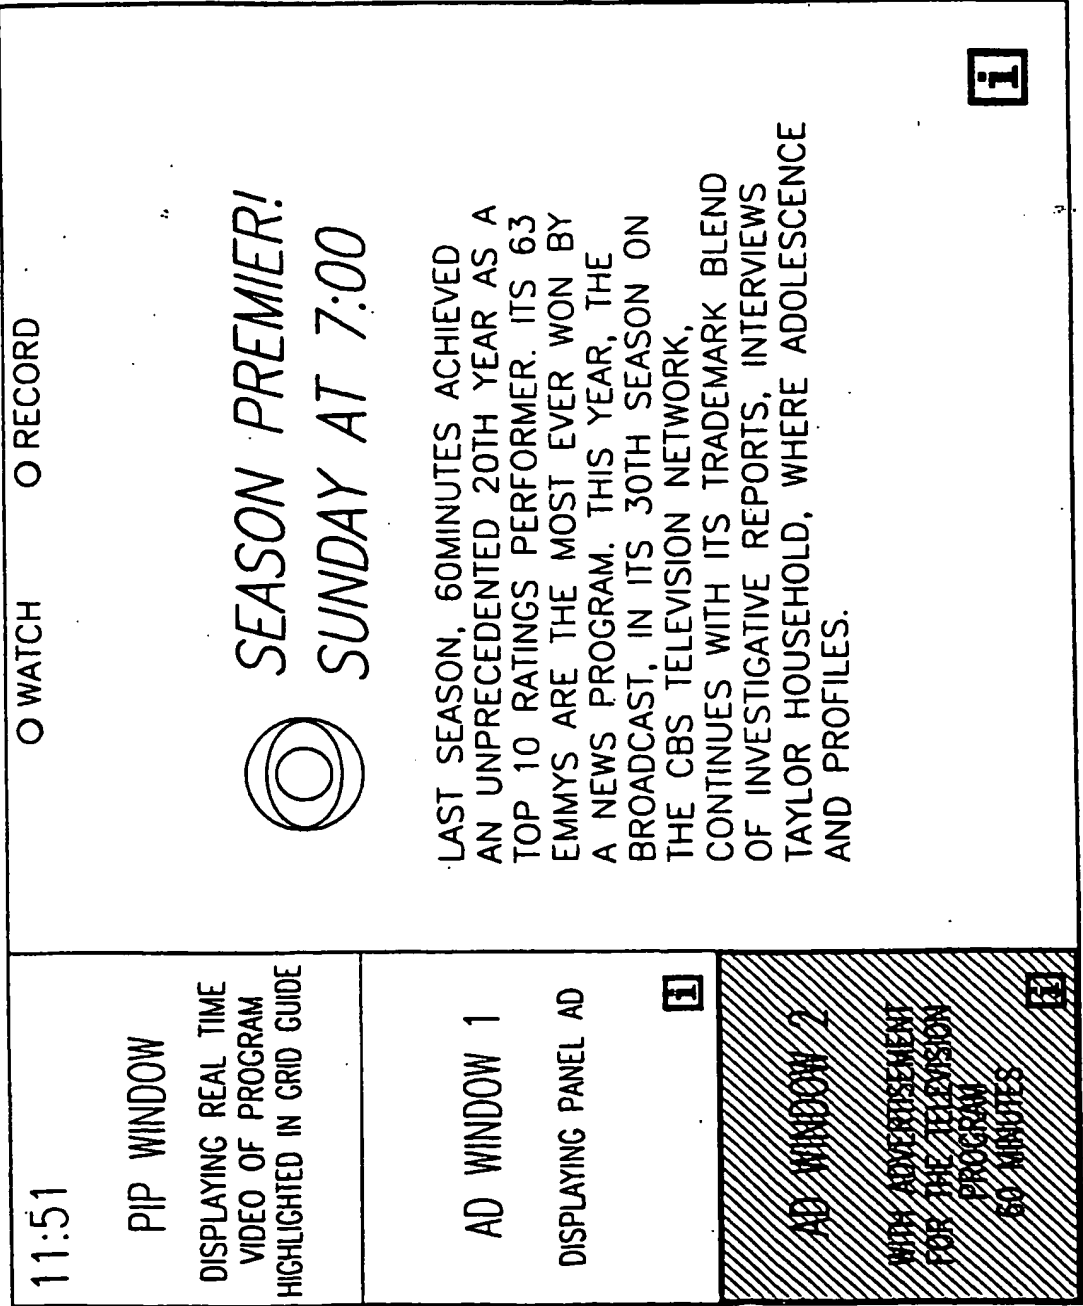 11:51
PIP WINDOW
DISPLAYING REAL TIME
VIDEO OF PROGRAM
HIGHLIGHTED IN GRID GUIDE
AD WINDOW 1
DISPLAYING PANEL AD
i
AD WINDOW 2
WITH ADVERTISEMENT
FOR THE TELEVISION
PROGRAM
60 MINUTES
i
O WATCH
O RECORD
SEASON PREMIER!
SUNDAY AT 7:00
LAST SEASON, 60MINUTES ACHIEVED
AN UNPRECEDENTED 20TH YEAR AS A
TOP 10 RATINGS PERFORMER. ITS 63
EMMYS ARE THE MOST EVER WON BY
A NEWS PROGRAM. THIS YEAR, THE
BROADCAST, IN ITS 30TH SEASON ON
THE CBS TELEVISION NETWORK,
CONTINUES WITH ITS TRADEMARK BLEND
OF INVESTIGATIVE REPORTS, INTERVIEWS
TAYLOR HOUSEHOLD, WHERE ADOLESCENCE
AND PROFILES.
i